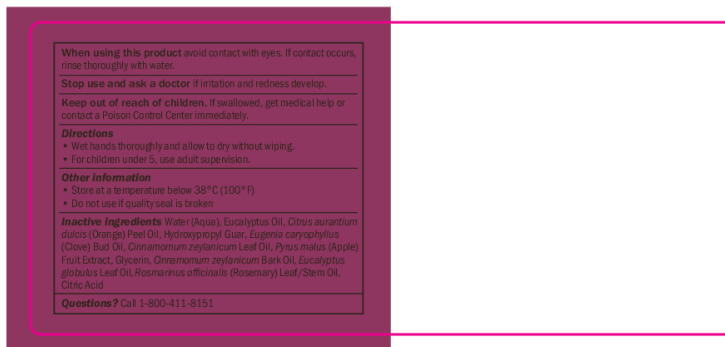 When using this product avoid contact with eyes. If contact occurs,
rinse thoroughly with water.
Stop use and ask a doctor if irritation and redness develop.
Keep out of reach of children. If swallowed, get medical help or
contact a Poison Control Center immediately.
Directions
• Wet hands thoroughly and allow to dry without wiping.
• For children under 5, use adult supervision.
Other information
• Store at a temperature below 38°C (100°F)
• Do not use if quality seal is broken
Inactive ingredients Water (Aqua), Eucalyptus Oil, Citrus aurantium
dulcis (Orange) Peel Oil, Hydroxypropyl Guar, Eugenia caryophyllus
(Clove) Bud Oil, Cinnamomum zeylanicum Leaf Oil, Pyrus malus (Apple)
Fruit Extract, Glycerin, Cinnamomum zeylanicum Bark Oil, Eucalyptus
globulus Leaf Oil, Rosmarinus officinalis (Rosemary) Leaf/Stem Oil,
Citric Acid
Questions? Call 1-800-411-8151